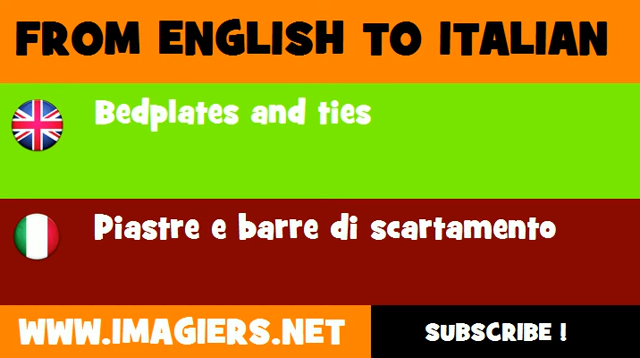 FROM ENGLISH TO ITALIAN
Bedplates and ties
Piastre e barre di scartamento
WWW.IMAGIERS.NET
SUBSCRIBE !